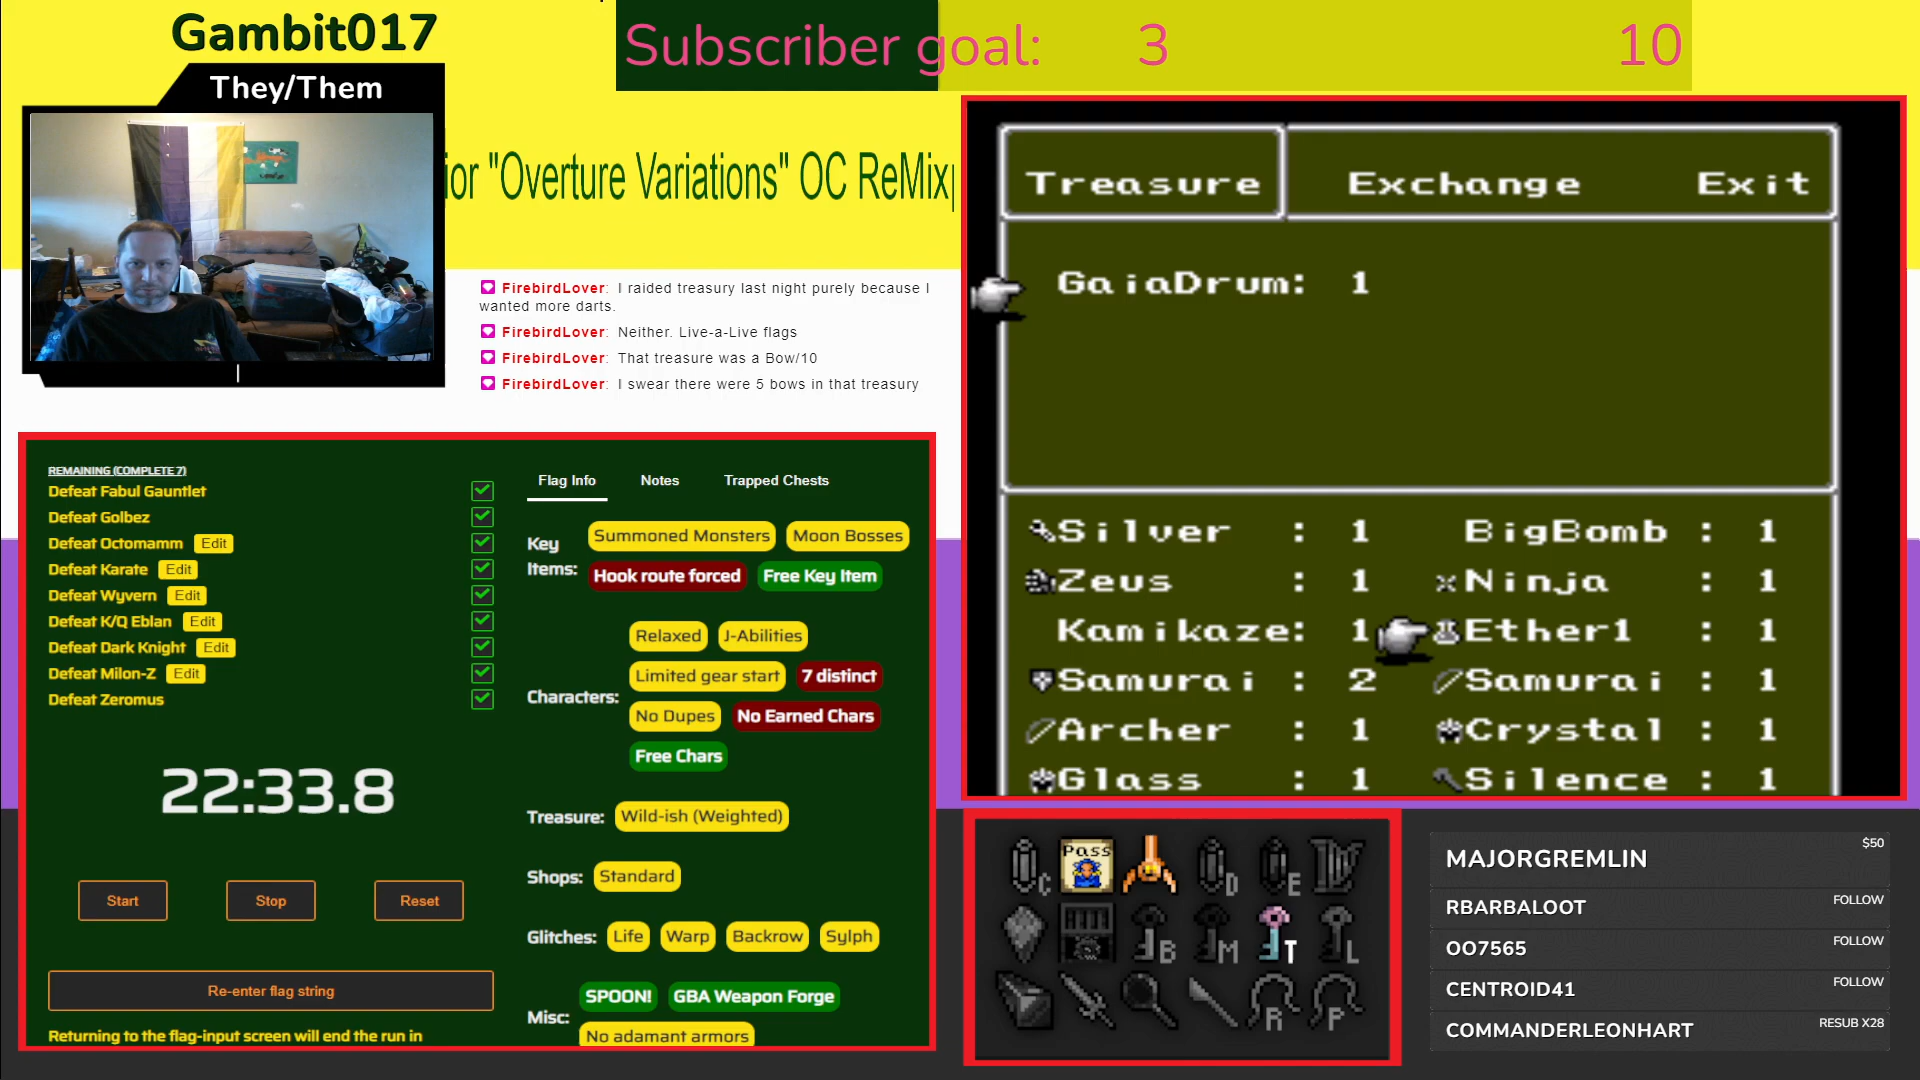 Gambit017
They/Them
Subscriber goal: 3 10
ior "Overture Variations" OC ReMix
FirebirdLover: I raided treasury last night purely because I
wanted more darts.
FirebirdLover: Neither. Live-a-Live flags
FirebirdLover: That treasure was a Bow/10
FirebirdLover: I swear there were 5 bows in that treasury
Treasure Exchange Exit
GaiaDrum: 1
Silver : 1 BigBomb : 1
Zeus : 1 Ninja : 1
Kamikaze: 1 Ether1 : 1
Samurai : 2 Samurai : 1
Archer : 1 Crystal : 1
Glass : 1 Silence : 1
REMAINING (COMPLETE 7)
Defeat Fabul Gauntlet
Defeat Golbez
Defeat Octomamm Edit
Defeat Karate Edit
Defeat Wyvern Edit
Defeat K/Q Eblan Edit
Defeat Dark Knight Edit
Defeat Milon-Z Edit
Defeat Zeromus
22:33.8
Start Stop Reset
Re-enter flag string
Returning to the flag-input screen will end the run in
Flag Info Notes Trapped Chests
Key Items: Summoned Monsters Moon Bosses
Hook route forced Free Key Item
Characters: Relaxed J-Abilities
Limited gear start 7 distinct
No Dupes No Earned Chars
Free Chars
Treasure: Wild-ish (Weighted)
Shops: Standard
Glitches: Life Warp Backrow Sylph
Misc: SPOON! GBA Weapon Forge
No adamant armors
C Pass D E
B M T L
R P
MAJORGREMLIN $50
RBARBALOOT FOLLOW
OO7565 FOLLOW
CENTROID41 FOLLOW
COMMANDERLEONHART RESUB X28